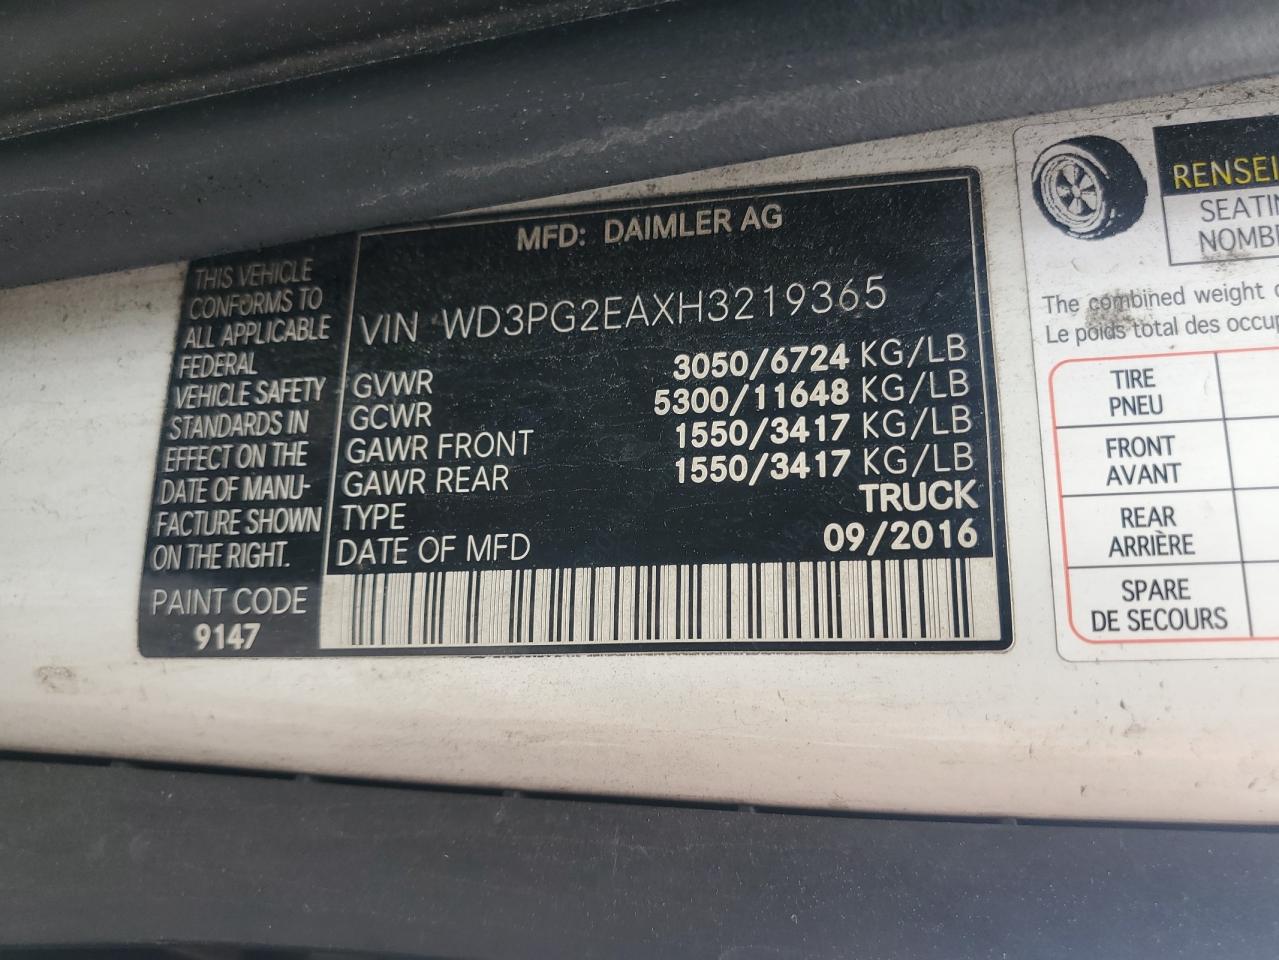 MFD: DAIMLER AG
THIS VEHICLE
CONFORMS TO
ALL APPLICABLE
FEDERAL
VEHICLE SAFETY
STANDARDS IN
EFFECT ON THE
DATE OF MANU-
FACTURE SHOWN
ON THE RIGHT.
PAINT CODE
9147
VIN WD3PG2EAXH3219365
GVWR 3050/6724 KG/LB
GCWR 5300/11648 KG/LB
GAWR FRONT 1550/3417 KG/LB
GAWR REAR 1550/3417 KG/LB
TYPE TRUCK
DATE OF MFD 09/2016
RENSEI
SEATIN
NOMBR
The combined weight
Le poids total des occup
TIRE
PNEU
FRONT
AVANT
REAR
ARRIÈRE
SPARE
DE SECOURS